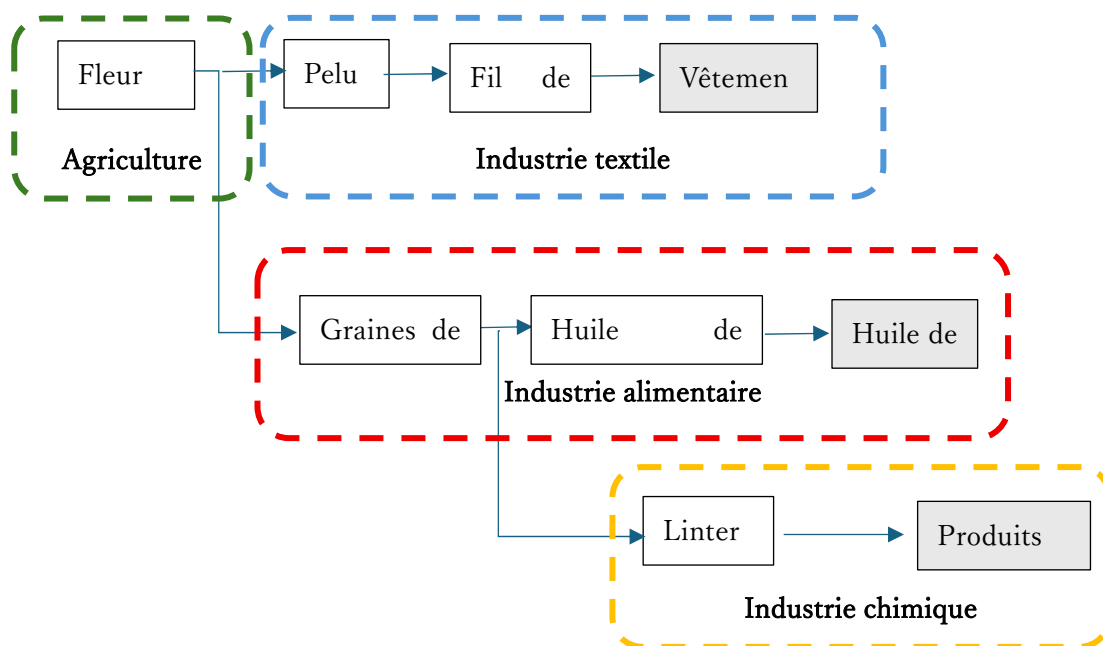 Fleur
Pelu
Fil de
Vêtemen
Agriculture
Industrie textile
Graines de
Huile de
Huile de
Industrie alimentaire
Linter
Produits
Industrie chimique